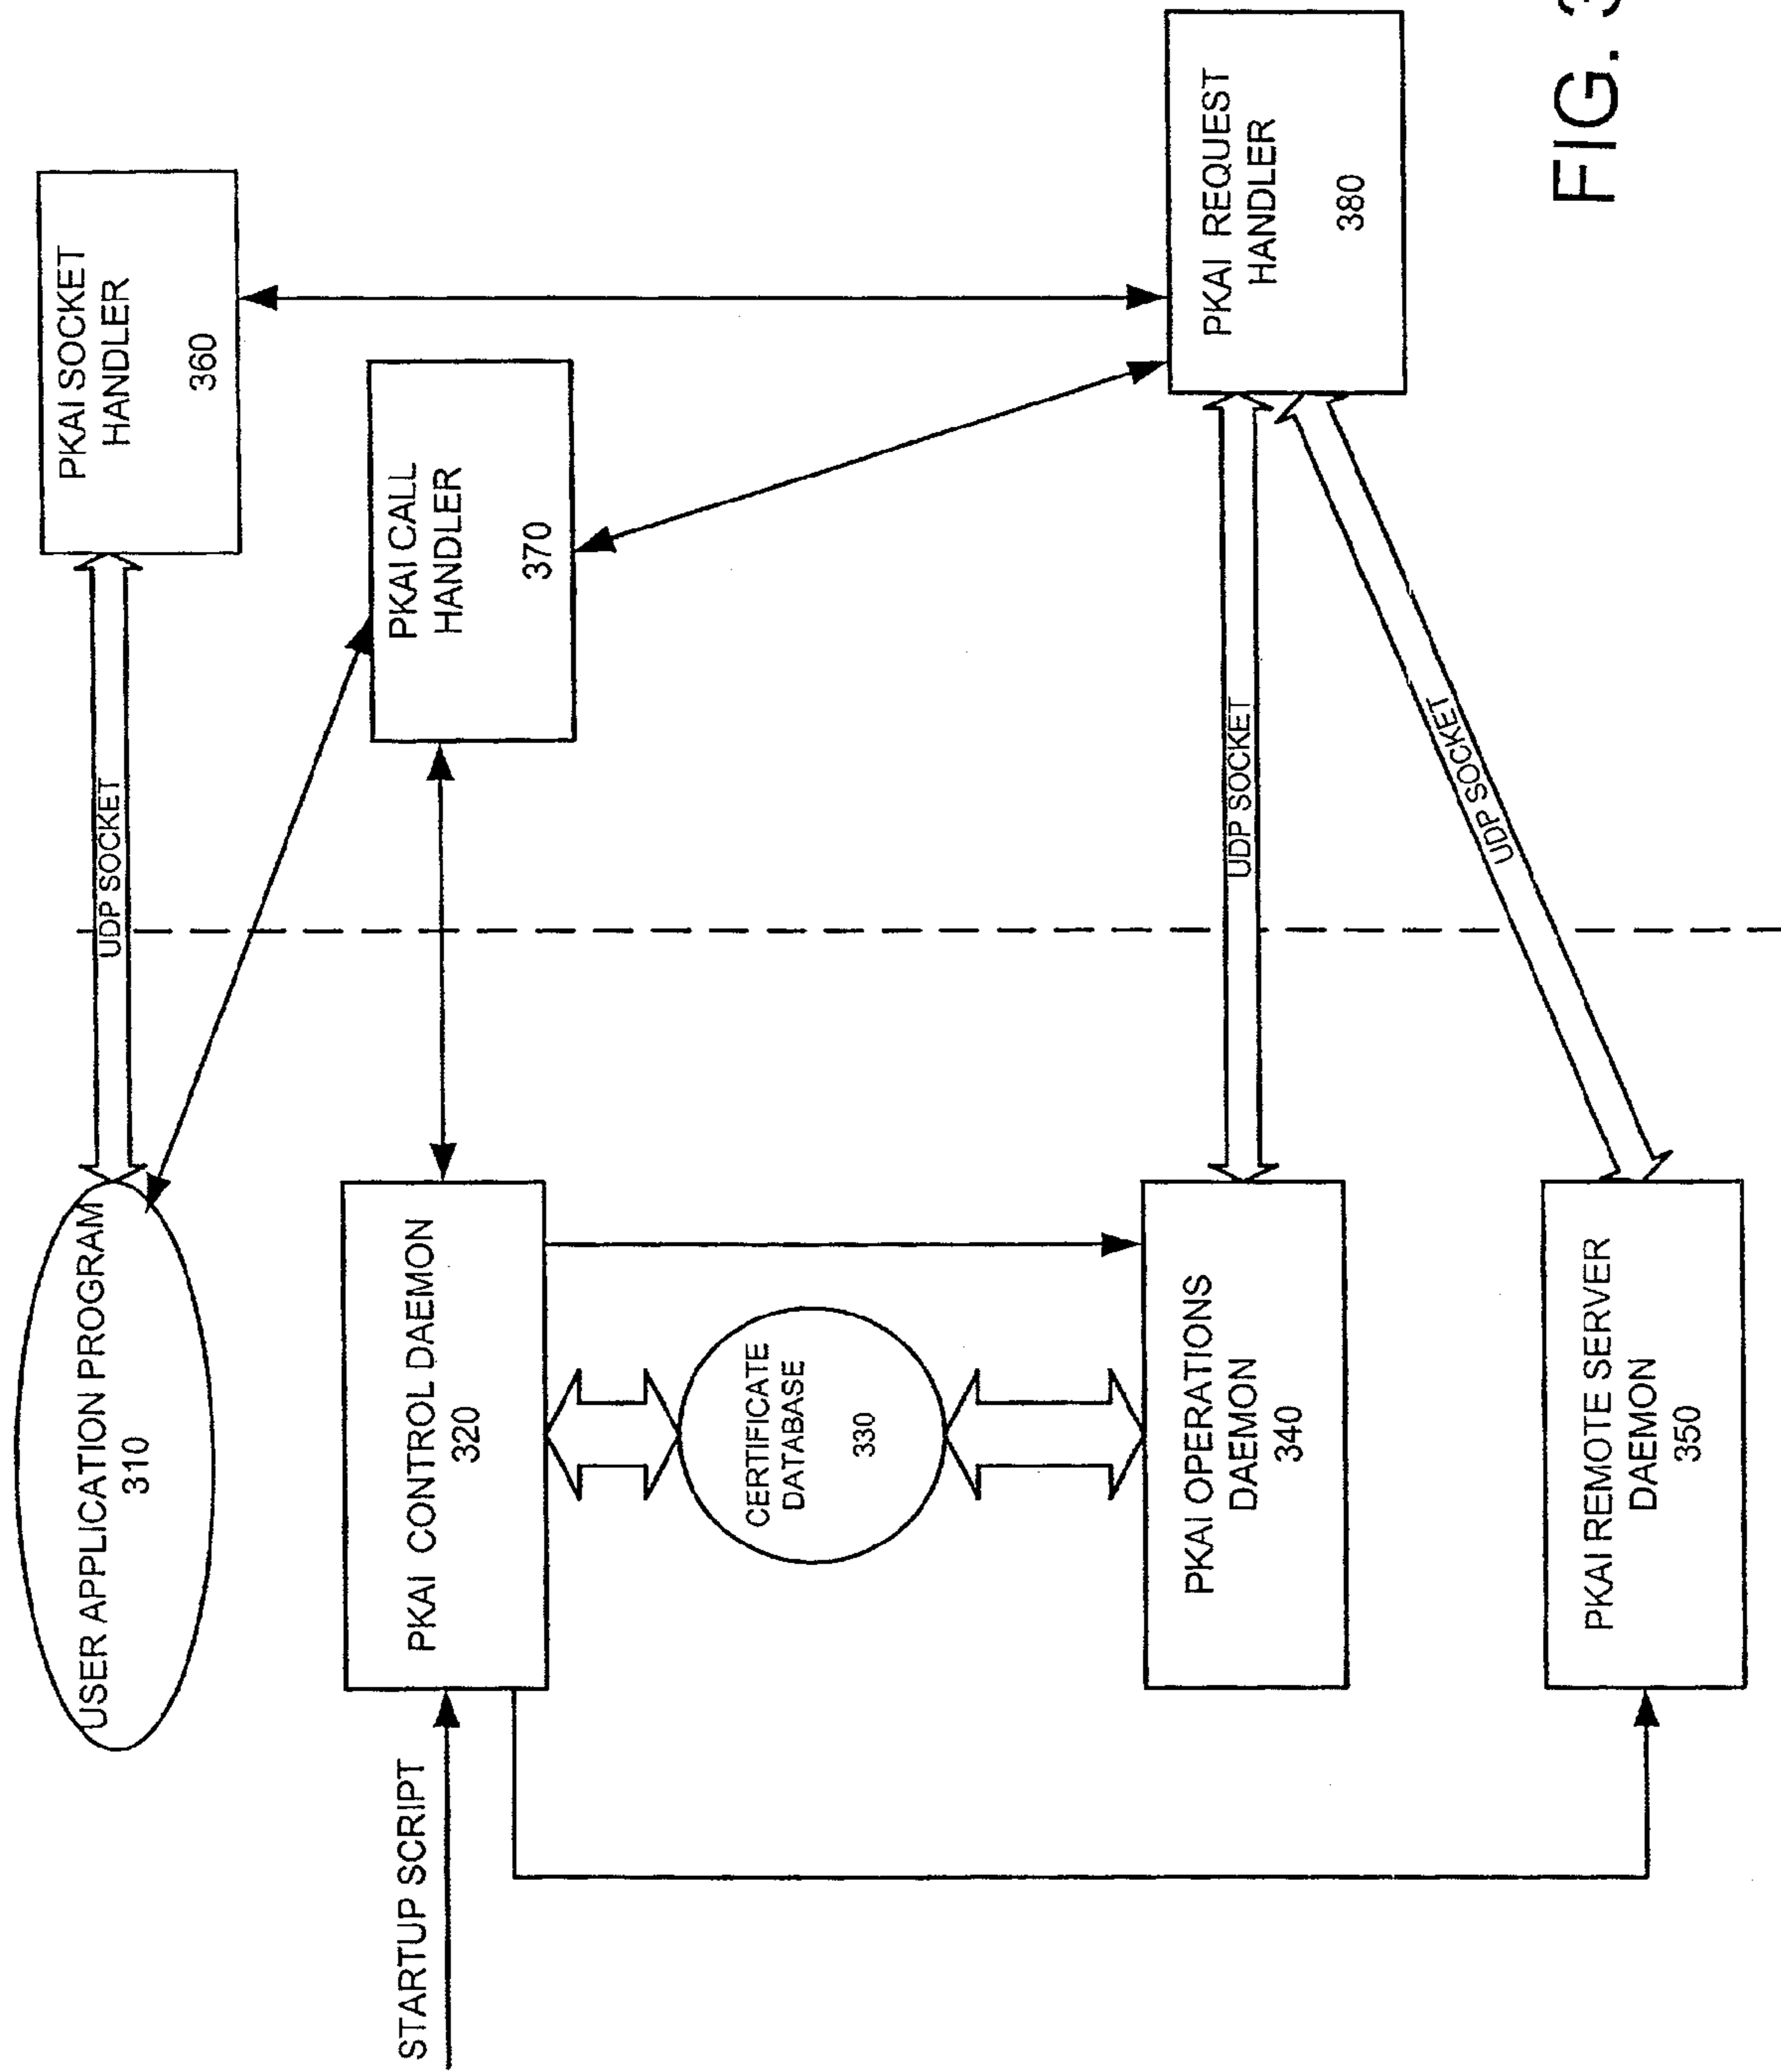 USER APPLICATION PROGRAM
310
UDP SOCKET
PKAI SOCKET
HANDLER
360
STARTUP SCRIPT
PKAI CONTROL DAEMON
320
PKAI CALL
HANDLER
370
CERTIFICATE
DATABASE
330
PKAI OPERATIONS
DAEMON
340
UDP SOCKET
PKAI REQUEST
HANDLER
380
UDP SOCKET
PKAI REMOTE SERVER
DAEMON
350
FIG. 3